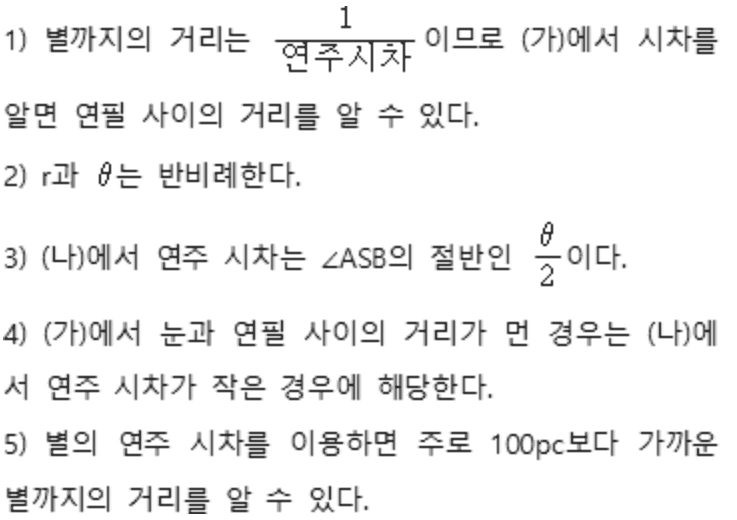 1) 별까지의 거리는 1/연주시차 이므로 (가)에서 시차를
알면 연필 사이의 거리를 알 수 있다.
2) r과 θ는 반비례한다.
3) (나)에서 연주 시차는 ∠ASB의 절반인 θ/2 이다.
4) (가)에서 눈과 연필 사이의 거리가 먼 경우는 (나)에
서 연주 시차가 작은 경우에 해당한다.
5) 별의 연주 시차를 이용하면 주로 100pc보다 가까운
별까지의 거리를 알 수 있다.